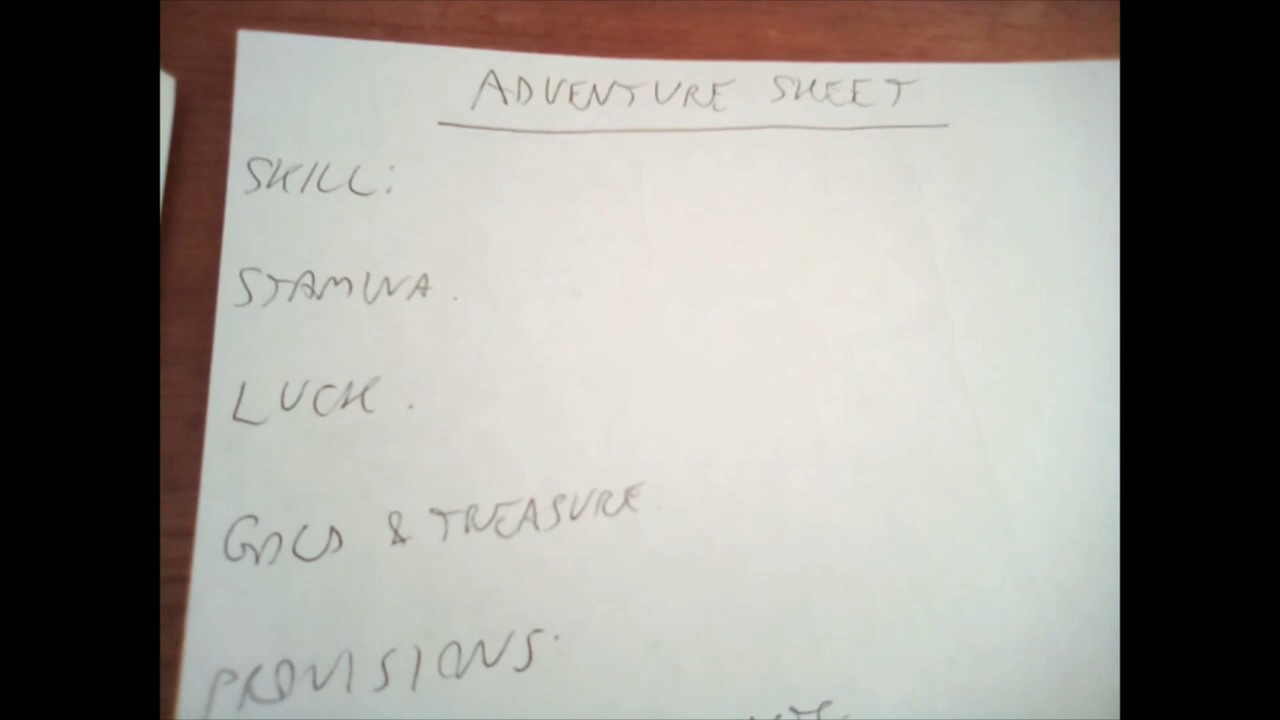 ADVENTURE SHEET
SKILL:
STAMINA.
LUCK.
GOLD & TREASURE
PROVISIONS: